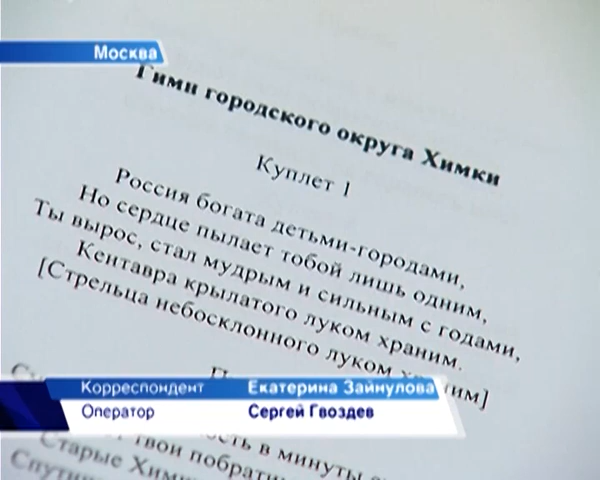 Москва
Гимн городского округа Химки
Куплет 1
Россия богата детьми-городами,
Но сердце пылает тобой лишь одним,
Ты вырос, стал мудрым и сильным с годами,
Кентавра крылатого луком храним.
[Стрельца небосклонного луком
Корреспондент Екатерина Зайнулова
Оператор Сергей Гвоздев
в минуты
твои
Старые